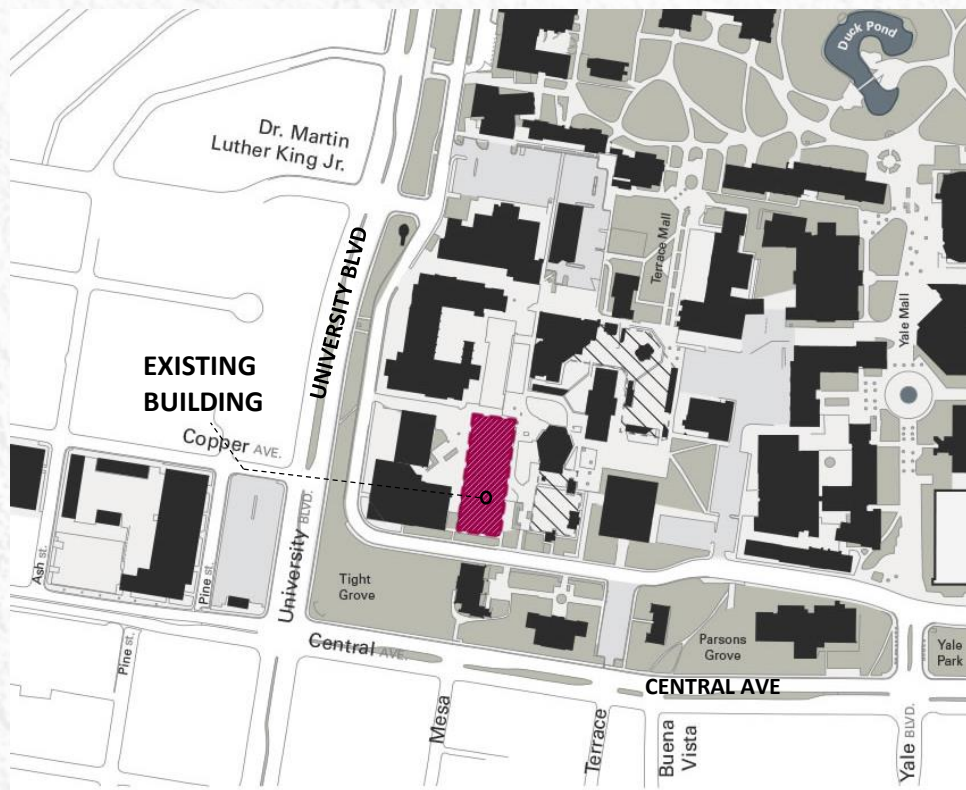 Duck Pond
Dr. Martin
Luther King Jr.
UNIVERSITY BLVD
Terrace Mall
Yale Mall
EXISTING
BUILDING
Copper AVE.
University BLVD.
Ash st.
Pine st.
Pine st.
Tight
Grove
Central AVE.
Parsons
Grove
Yale
Park
CENTRAL AVE
Mesa
Terrace
Buena
Vista
Yale BLVD.